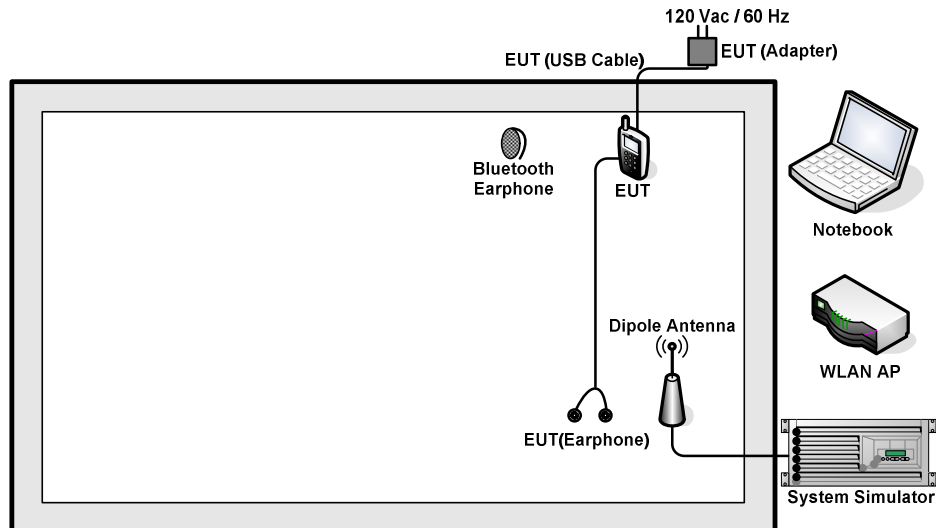 120 Vac / 60 Hz
EUT (USB Cable)
EUT (Adapter)
Bluetooth
Earphone
EUT
Notebook
Dipole Antenna
WLAN AP
EUT(Earphone)
System Simulator